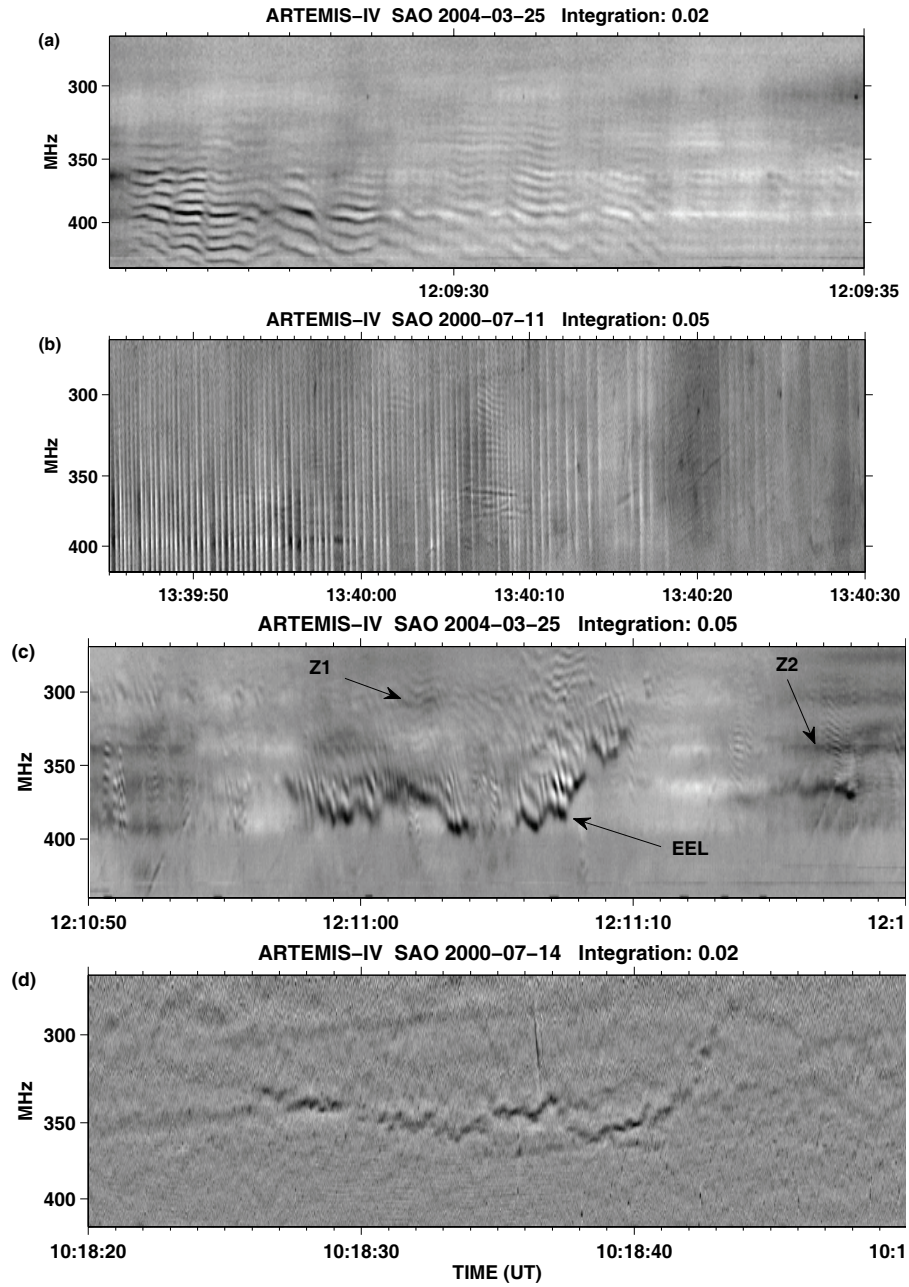 ARTEMIS–IV SAO 2004–03–25 Integration: 0.02
(a)
300
350
400
MHz
12:09:30
12:09:35
ARTEMIS–IV SAO 2000–07–11 Integration: 0.05
(b)
300
350
400
MHz
13:39:50
13:40:00
13:40:10
13:40:20
13:40:30
ARTEMIS–IV SAO 2004–03–25 Integration: 0.05
(c)
Z1
Z2
300
350
400
MHz
EEL
12:10:50
12:11:00
12:11:10
12:1
ARTEMIS–IV SAO 2000–07–14 Integration: 0.02
(d)
300
350
400
MHz
10:18:20
10:18:30
10:18:40
10:1
TIME (UT)